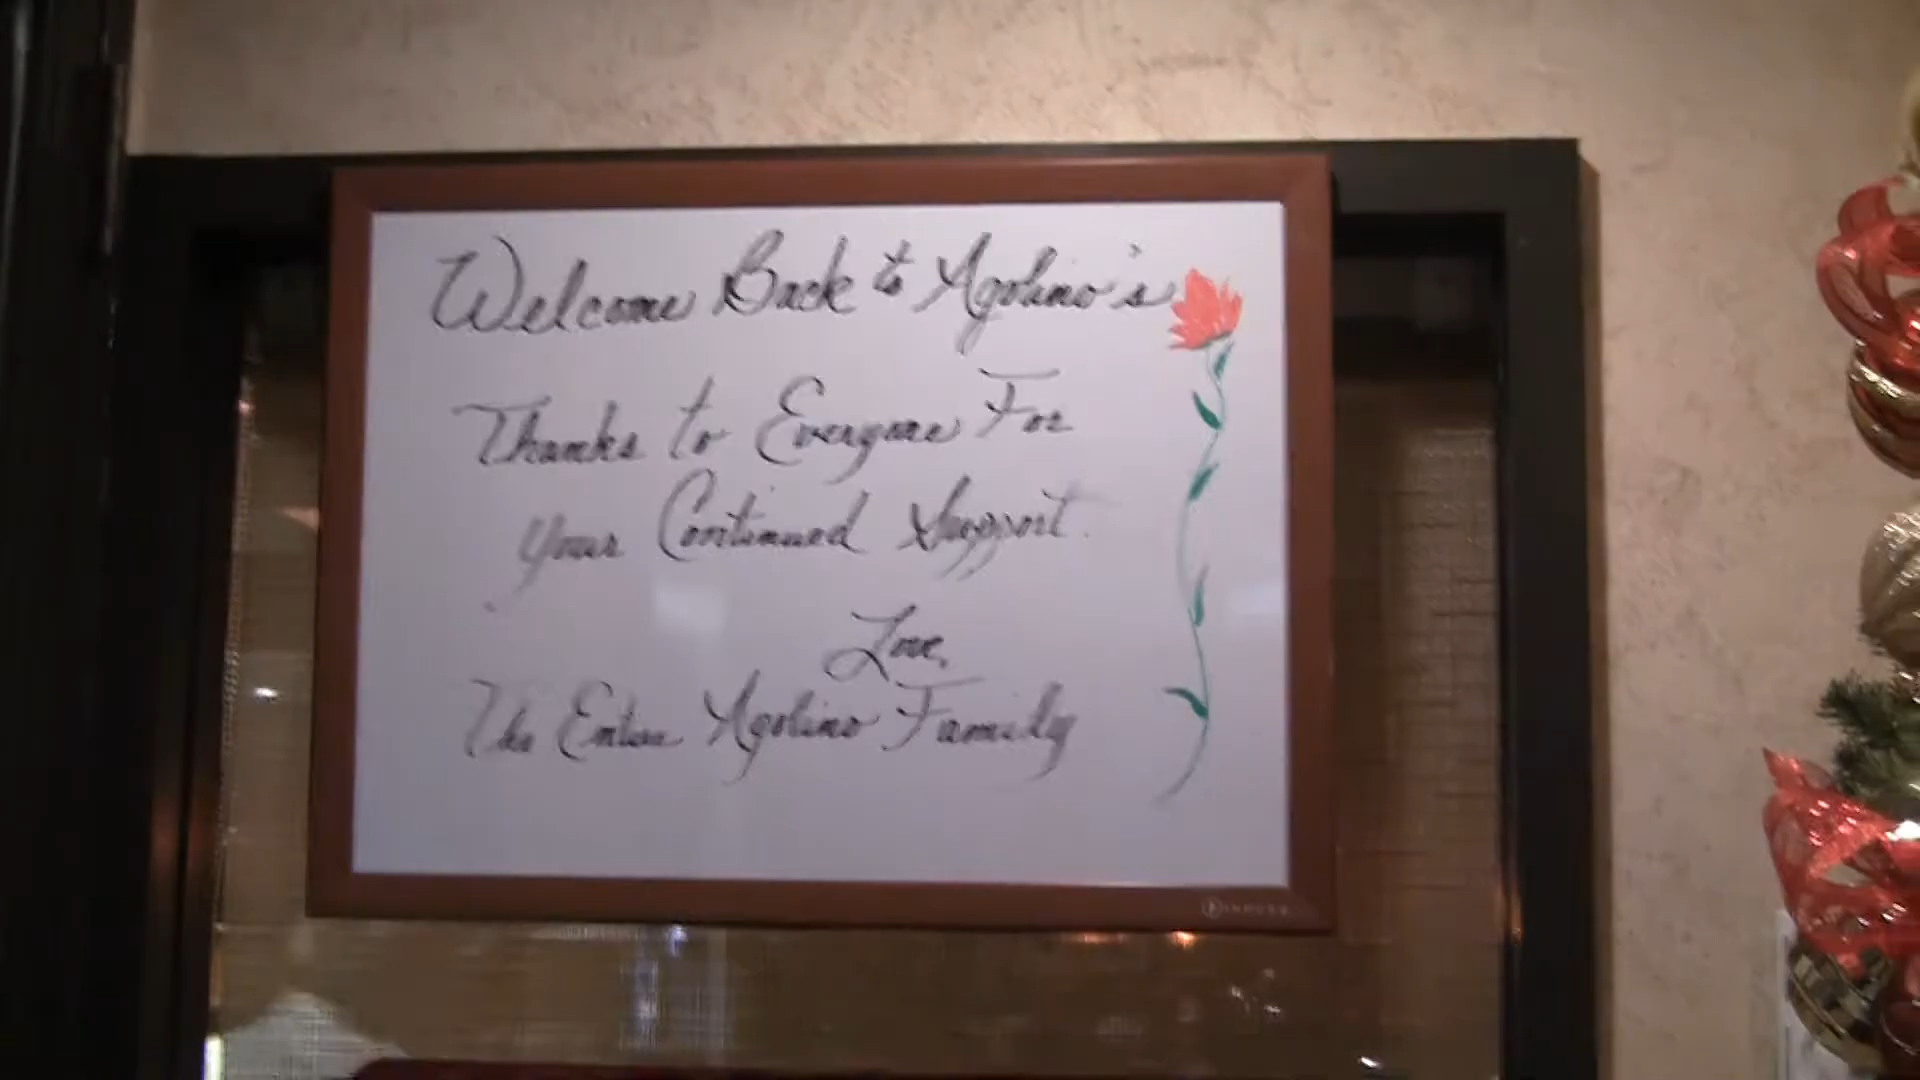 Welcome Back to Agolino's
Thanks to Everyone For
your Continued Support.
Love,
The Entire Agolino Family